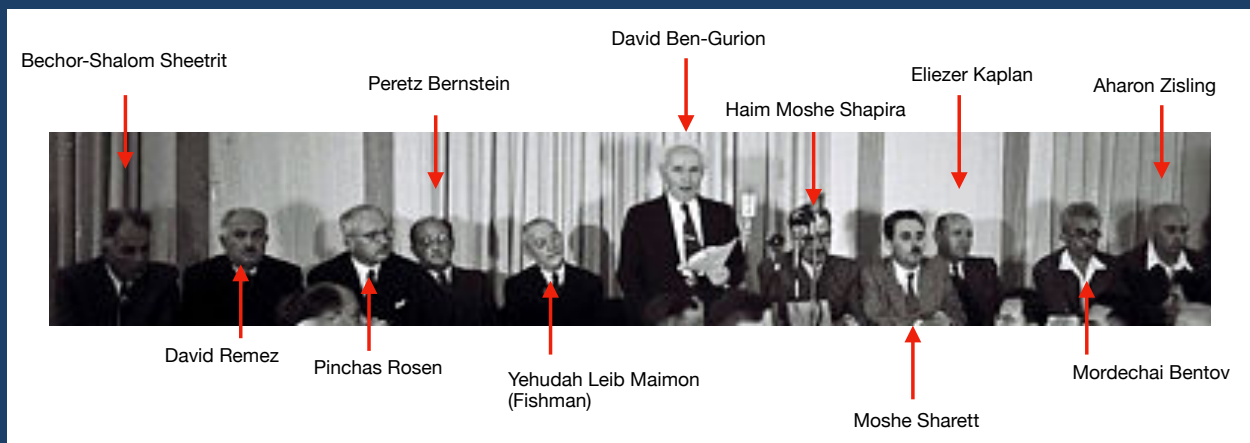 David Ben-Gurion
Bechor-Shalom Sheetrit
Peretz Bernstein
Eliezer Kaplan
Aharon Zisling
Haim Moshe Shapira
David Remez
Pinchas Rosen
Yehudah Leib Maimon
(Fishman)
Mordechai Bentov
Moshe Sharett